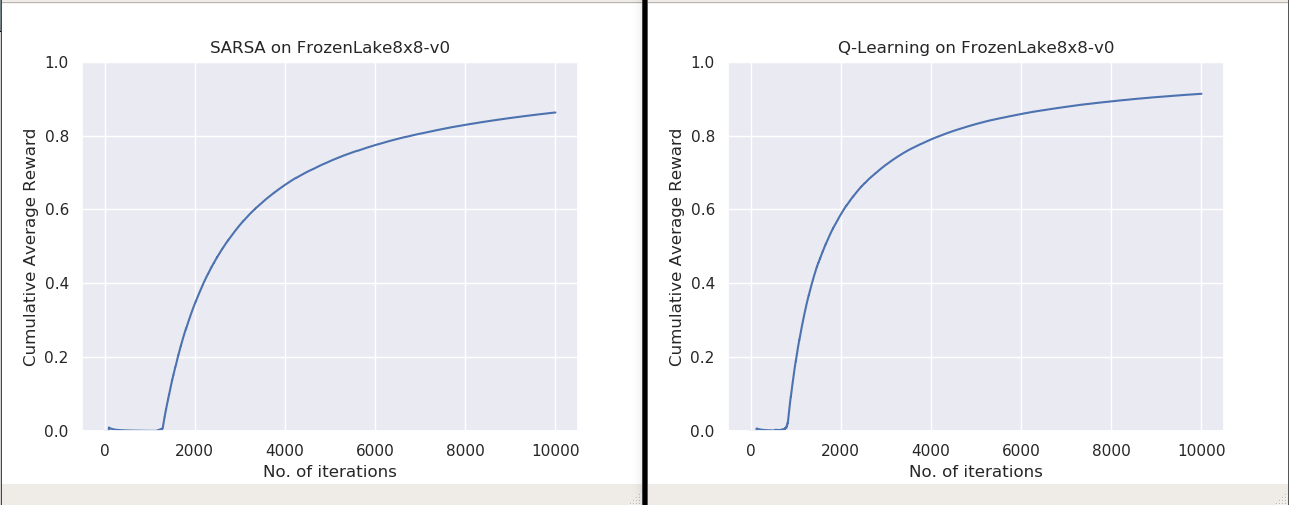 SARSA on FrozenLake8x8-v0
1.0
0.8
0.6
0.4
0.2
0.0
Cumulative Average Reward
0 2000 4000 6000 8000 10000
No. of iterations
Q-Learning on FrozenLake8x8-v0
1.0
0.8
0.6
0.4
0.2
0.0
Cumulative Average Reward
0 2000 4000 6000 8000 10000
No. of iterations